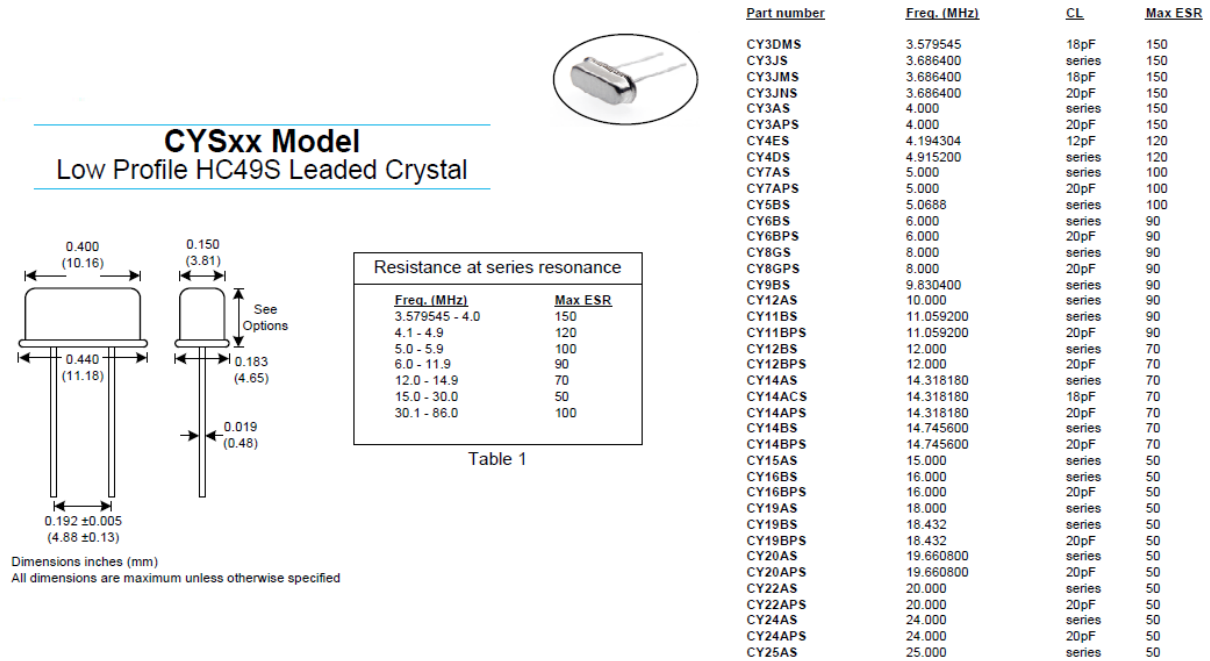 CYSxx Model
Low Profile HC49S Leaded Crystal
0.400
(10.16)
0.150
(3.81)
See
Options
0.440
(11.18)
0.183
(4.65)
0.019
(0.48)
0.192 ±0.005
(4.88 ±0.13)
Dimensions inches (mm)
All dimensions are maximum unless otherwise specified
Resistance at series resonance
Freq. (MHz) Max ESR
3.579545 - 4.0 150
4.1 - 4.9 120
5.0 - 5.9 100
6.0 - 11.9 90
12.0 - 14.9 70
15.0 - 30.0 50
30.1 - 86.0 100
Table 1
Part number Freq. (MHz) CL Max ESR
CY3DMS 3.579545 18pF 150
CY3JS 3.686400 series 150
CY3JMS 3.686400 18pF 150
CY3JNS 3.686400 20pF 150
CY3AS 4.000 series 150
CY3APS 4.000 20pF 150
CY4ES 4.194304 12pF 120
CY4DS 4.915200 series 120
CY7AS 5.000 series 100
CY7APS 5.000 20pF 100
CY5BS 5.0688 series 100
CY6BS 6.000 series 90
CY6BPS 6.000 20pF 90
CY8GS 8.000 series 90
CY8GPS 8.000 20pF 90
CY9BS 9.830400 series 90
CY12AS 10.000 series 90
CY11BS 11.059200 series 90
CY11BPS 11.059200 20pF 90
CY12BS 12.000 series 70
CY12BPS 12.000 20pF 70
CY14AS 14.318180 series 70
CY14ACS 14.318180 18pF 70
CY14APS 14.318180 20pF 70
CY14BS 14.745600 series 70
CY14BPS 14.745600 20pF 70
CY15AS 15.000 series 50
CY16BS 16.000 series 50
CY16BPS 16.000 20pF 50
CY19AS 18.000 series 50
CY19BS 18.432 series 50
CY19BPS 18.432 20pF 50
CY20AS 19.660800 series 50
CY20APS 19.660800 20pF 50
CY22AS 20.000 series 50
CY22APS 20.000 20pF 50
CY24AS 24.000 series 50
CY24APS 24.000 20pF 50
CY25AS 25.000 series 50